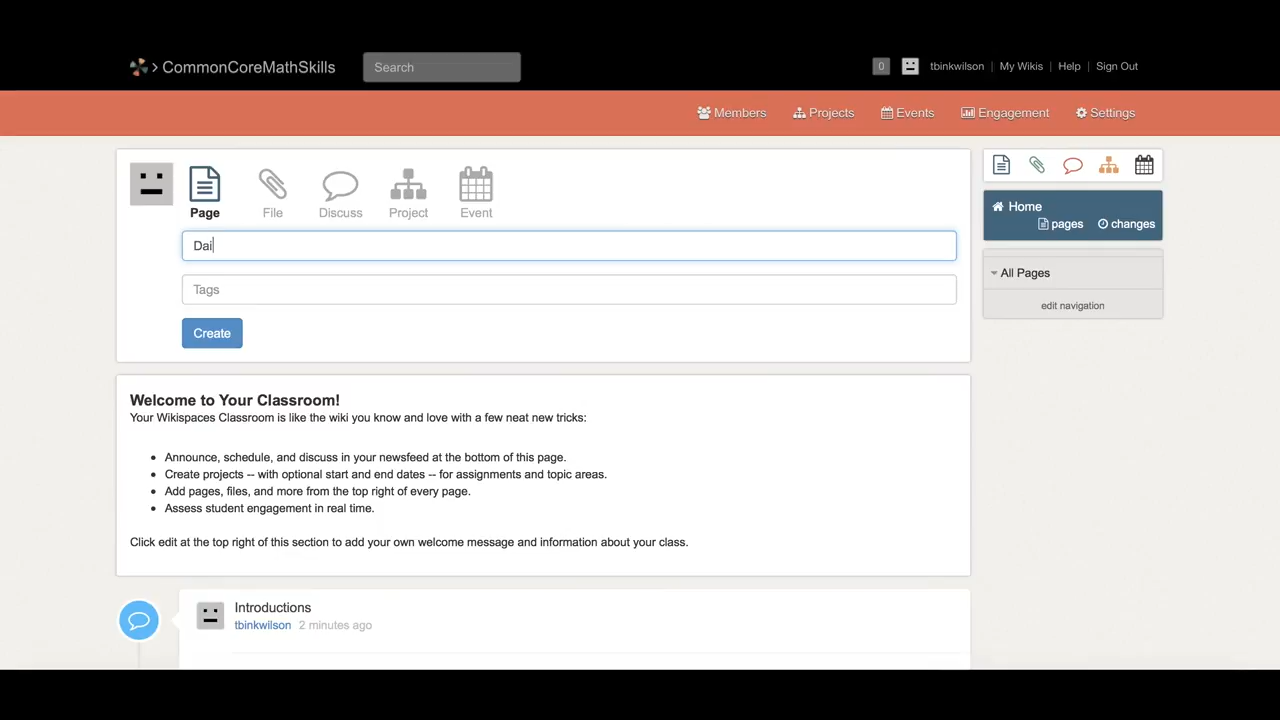 CommonCoreMathSkills
Search
0
tbinkwilson | My Wikis | Help | Sign Out
Members
Projects
Events
Engagement
Settings
Page
File
Discuss
Project
Event
Dai
Tags
Create
Home
pages
changes
All Pages
edit navigation
Welcome to Your Classroom!
Your Wikispaces Classroom is like the wiki you know and love with a few neat new tricks:
• Announce, schedule, and discuss in your newsfeed at the bottom of this page.
• Create projects -- with optional start and end dates -- for assignments and topic areas.
• Add pages, files, and more from the top right of every page.
• Assess student engagement in real time.
Click edit at the top right of this section to add your own welcome message and information about your class.
Introductions
tbinkwilson 2 minutes ago